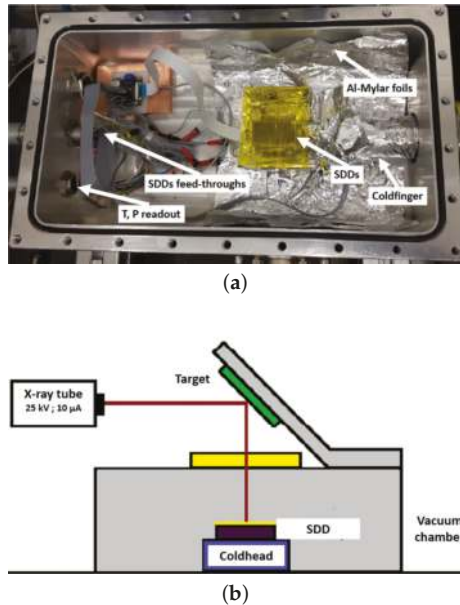 Al-Mylar foils
SDDs feed-throughs
SDDs
Coldfinger
T, P readout
(a)
Target
X-ray tube
25 kV ; 10 μA
SDD
Vacuum
Coldhead
(b)